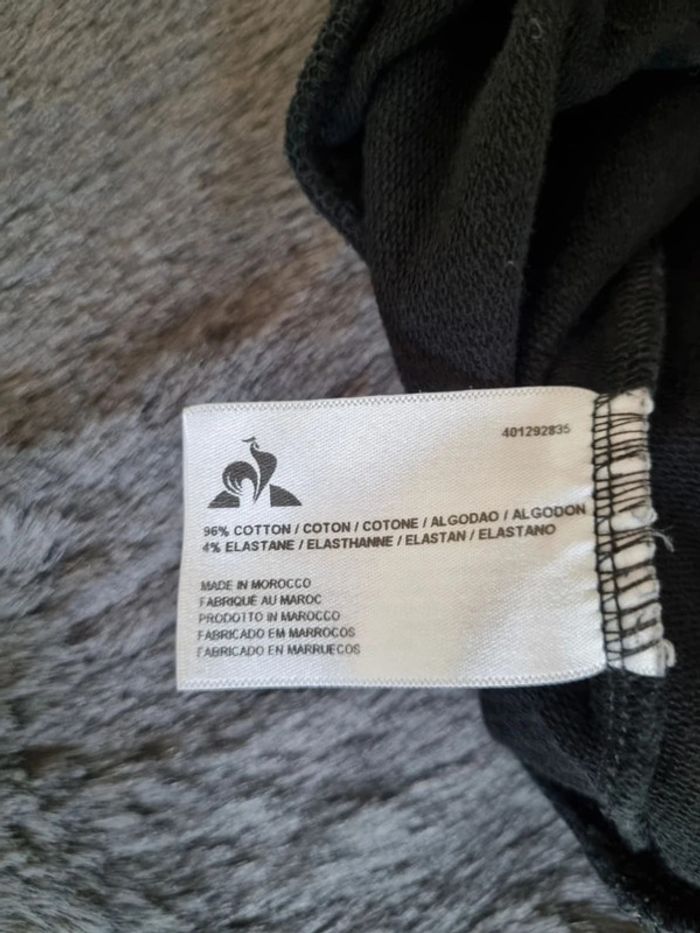 401292835
96% COTTON / COTON / COTONE / ALGODAO / ALGODON
4% ELASTANE / ELASTHANNE / ELASTAN / ELASTANO
MADE IN MOROCCO
FABRIQUÉ AU MAROC
PRODOTTO IN MAROCCO
FABRICADO EM MARROCOS
FABRICADO EN MARRUECOS